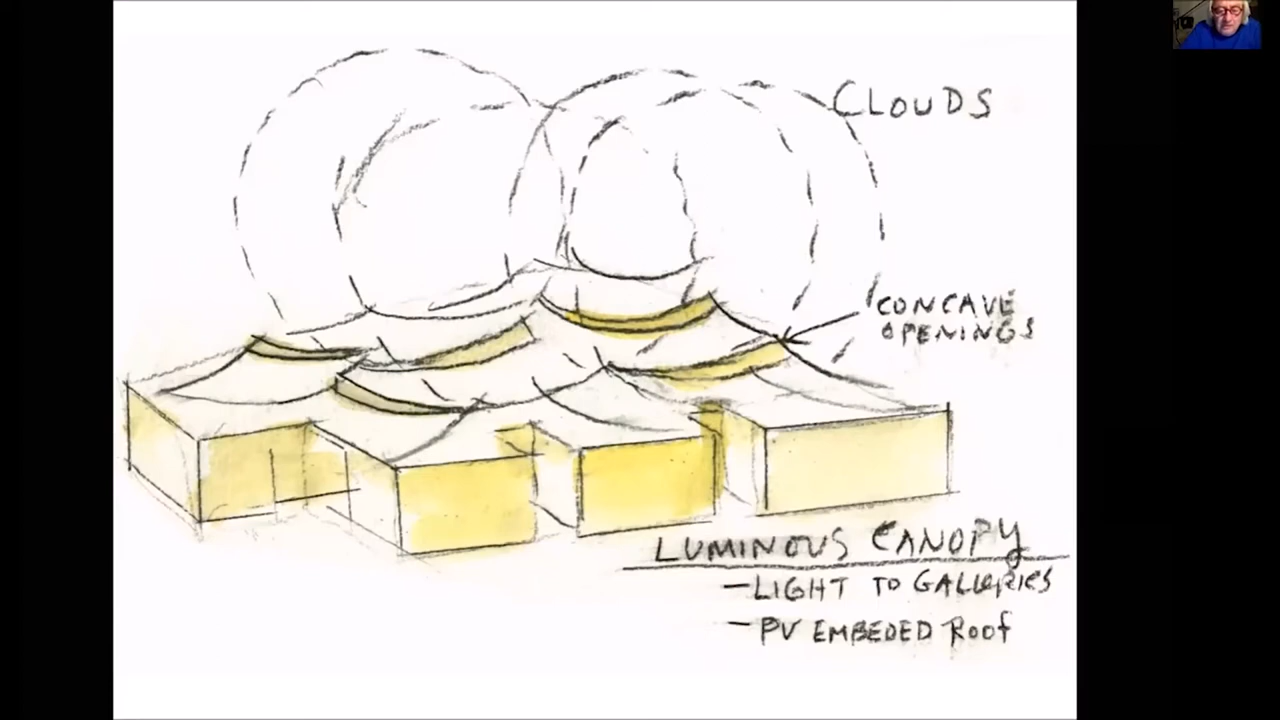 CLOUDS
CONCAVE
OPENINGS
LUMINOUS CANOPY
-LIGHT TO GALLERIES
-PV EMBEDED ROOF